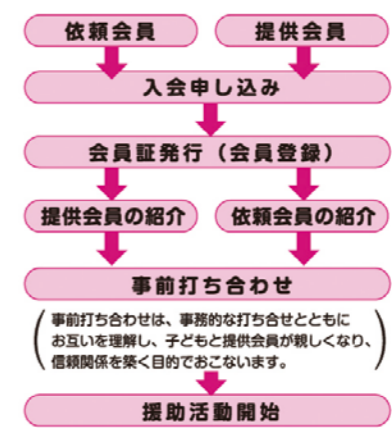 依頼会員
提供会員
入会申し込み
会員証発行（会員登録）
提供会員の紹介
依頼会員の紹介
事前打ち合わせ
事前打ち合わせは、事務的な打ち合せとともに
お互いを理解し、子どもと提供会員が親しくなり、
信頼関係を築く目的でおこないます。
援助活動開始